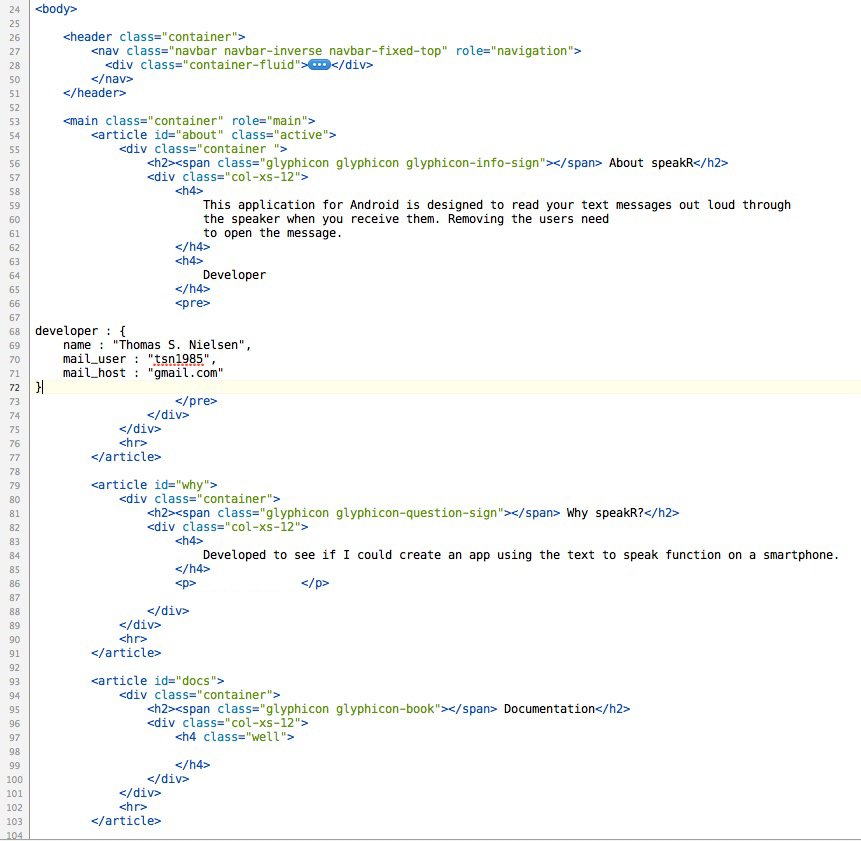 24 <body>
25
26     <header class="container">
27         <nav class="navbar navbar-inverse navbar-fixed-top" role="navigation">
28           <div class="container-fluid">...</div>
50         </nav>
51     </header>
52
53     <main class="container" role="main">
54         <article id="about" class="active">
55             <div class="container ">
56                 <h2><span class="glyphicon glyphicon glyphicon-info-sign"></span> About speakR</h2>
57                 <div class="col-xs-12">
58                     <h4>
59                         This application for Android is designed to read your text messages out loud through
60                         the speaker when you receive them. Removing the users need
61                         to open the message.
62                     </h4>
63                     <h4>
64                         Developer
65                     </h4>
66                     <pre>
67
68 developer : {
69     name : "Thomas S. Nielsen",
70     mail_user : "tsn1985",
71     mail_host : "gmail.com"
72 }
73                     </pre>
74                 </div>
75             </div>
76             <hr>
77         </article>
78
79         <article id="why">
80             <div class="container">
81                 <h2><span class="glyphicon glyphicon-question-sign"></span> Why speakR?</h2>
82                 <div class="col-xs-12">
83                     <h4>
84                         Developed to see if I could create an app using the text to speak function on a smartphone.
85                     </h4>
86                     <p>               </p>
87
88                 </div>
89             </div>
90             <hr>
91         </article>
92
93         <article id="docs">
94             <div class="container">
95                 <h2><span class="glyphicon glyphicon-book"></span> Documentation</h2>
96                 <div class="col-xs-12">
97                     <h4 class="well">
98
99                     </h4>
100                 </div>
101             </div>
102             <hr>
103         </article>
104